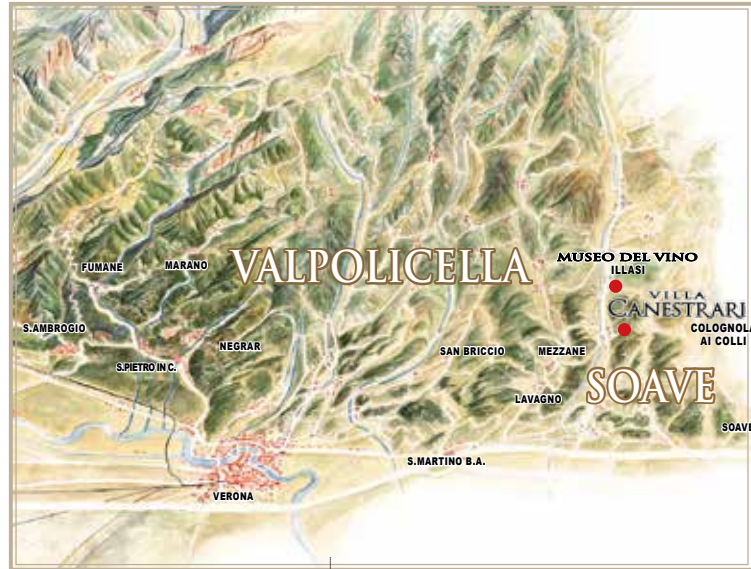 VALPOLICELLA
MUSEO DEL VINO
ILLASI
FUMANE
MARANO
VILLA
CANESTRARI
S.AMBROGIO
COLOGNOLA
AI COLLI
NEGRAR
SAN BRICCIO
MEZZANE
S.PIETRO IN C.
SOAVE
LAVAGNO
SOAVE
S.MARTINO B.A.
VERONA